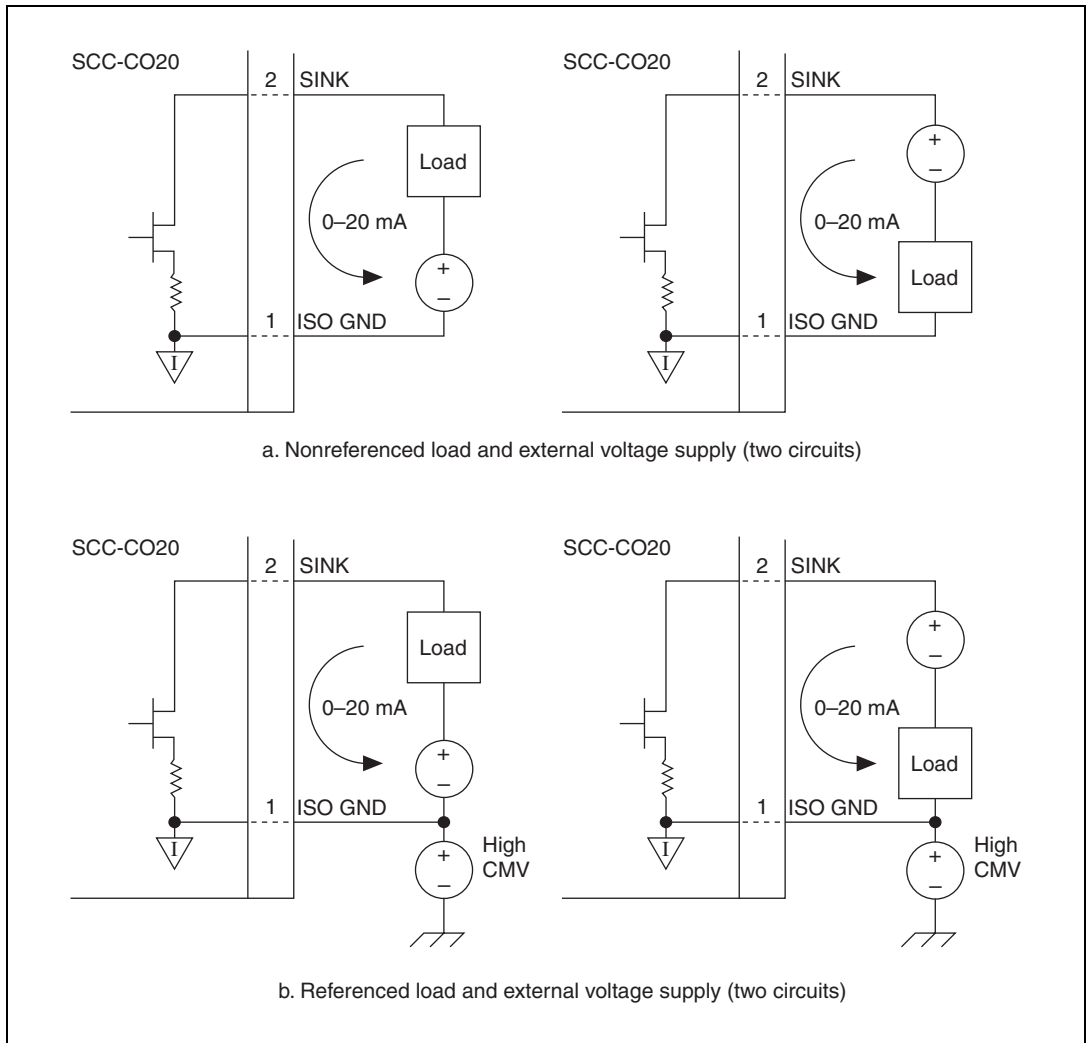 SCC-CO20
2 SINK
Load
0–20 mA
+
–
1 ISO GND
I
SCC-CO20
2 SINK
+
–
0–20 mA
Load
1 ISO GND
I
a. Nonreferenced load and external voltage supply (two circuits)
SCC-CO20
2 SINK
Load
0–20 mA
+
–
1 ISO GND
I
+
–
High
CMV
SCC-CO20
2 SINK
+
–
0–20 mA
Load
1 ISO GND
I
+
–
High
CMV
b. Referenced load and external voltage supply (two circuits)